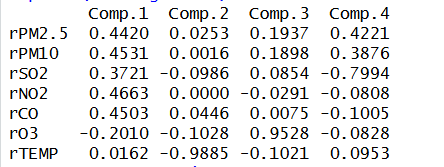 Comp.1 Comp.2 Comp.3 Comp.4
rPM2.5 0.4420 0.0253 0.1937 0.4221
rPM10 0.4531 0.0016 0.1898 0.3876
rSO2 0.3721 -0.0986 0.0854 -0.7994
rNO2 0.4663 0.0000 -0.0291 -0.0808
rCO 0.4503 0.0446 0.0075 -0.1005
rO3 -0.2010 -0.1028 0.9528 -0.0828
rTEMP 0.0162 -0.9885 -0.1021 0.0953